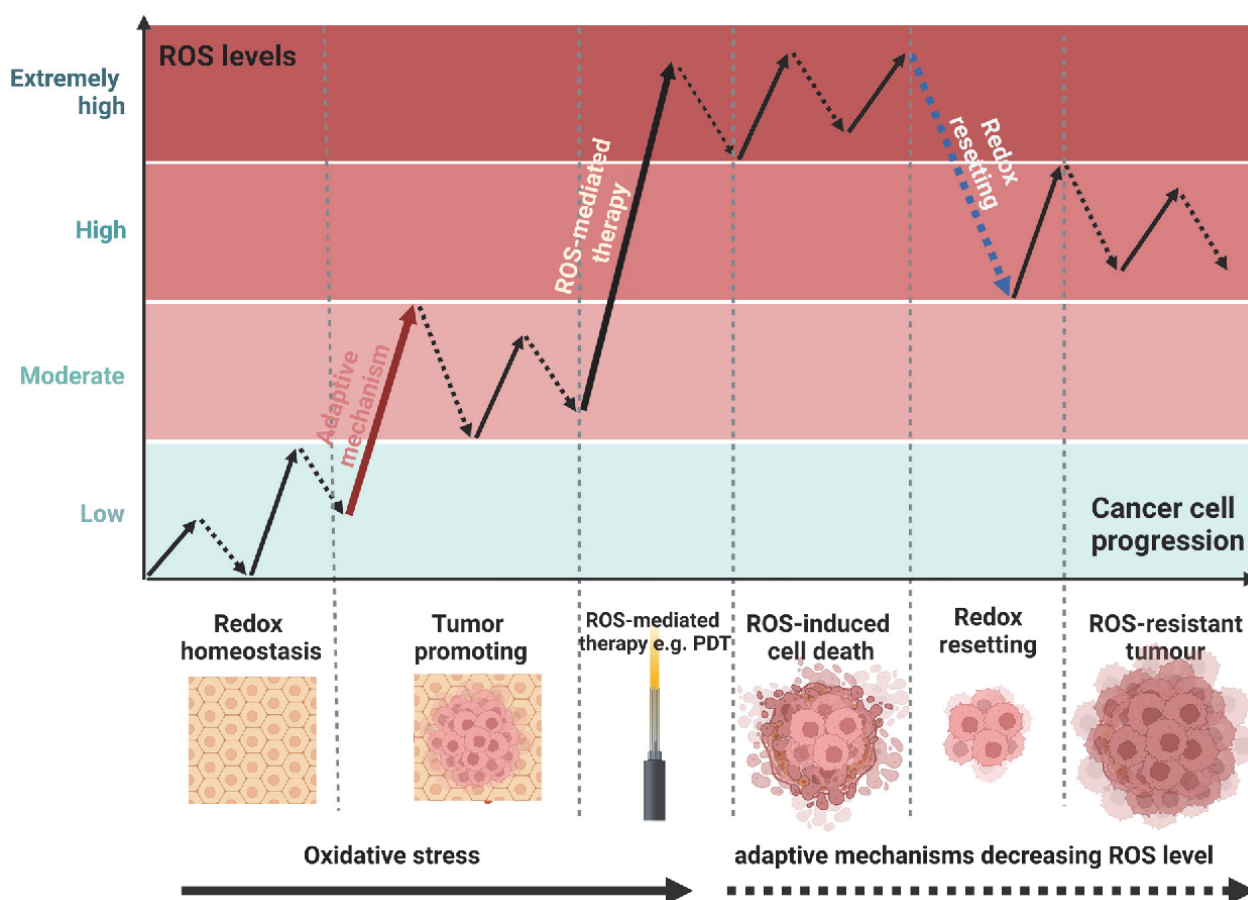 ROS levels
Extremely
high
High
Moderate
Low
Adaptive
mechanism
ROS-mediated
therapy
Redox
resetting
Cancer cell
progression
Redox
homeostasis
Tumor
promoting
ROS-mediated
therapy e.g. PDT
ROS-induced
cell death
Redox
resetting
ROS-resistant
tumour
Oxidative stress
adaptive mechanisms decreasing ROS level